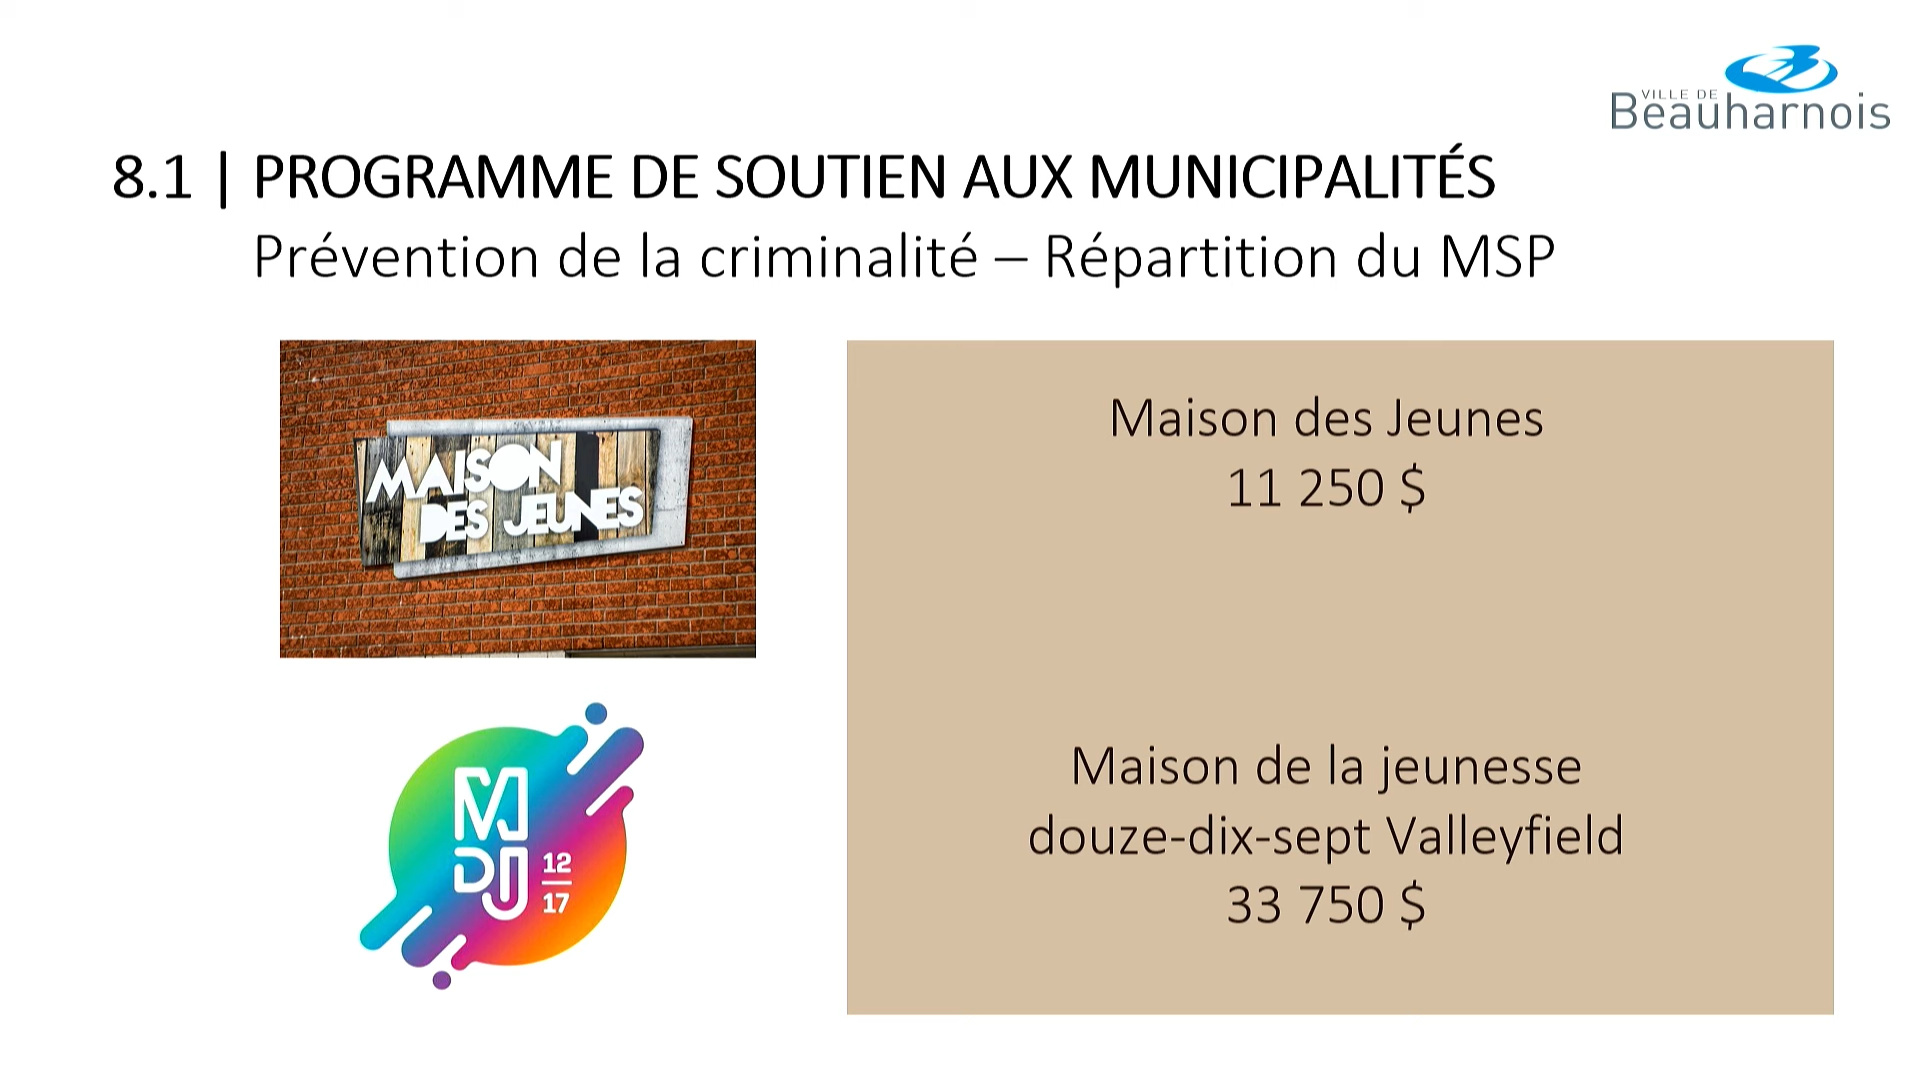 VILLE DE
Beauharnois
8.1 | PROGRAMME DE SOUTIEN AUX MUNICIPALITÉS
Prévention de la criminalité – Répartition du MSP
MAISON
DES JEUNES
Maison des Jeunes
11 250 $
M
DJ
12
17
Maison de la jeunesse
douze-dix-sept Valleyfield
33 750 $